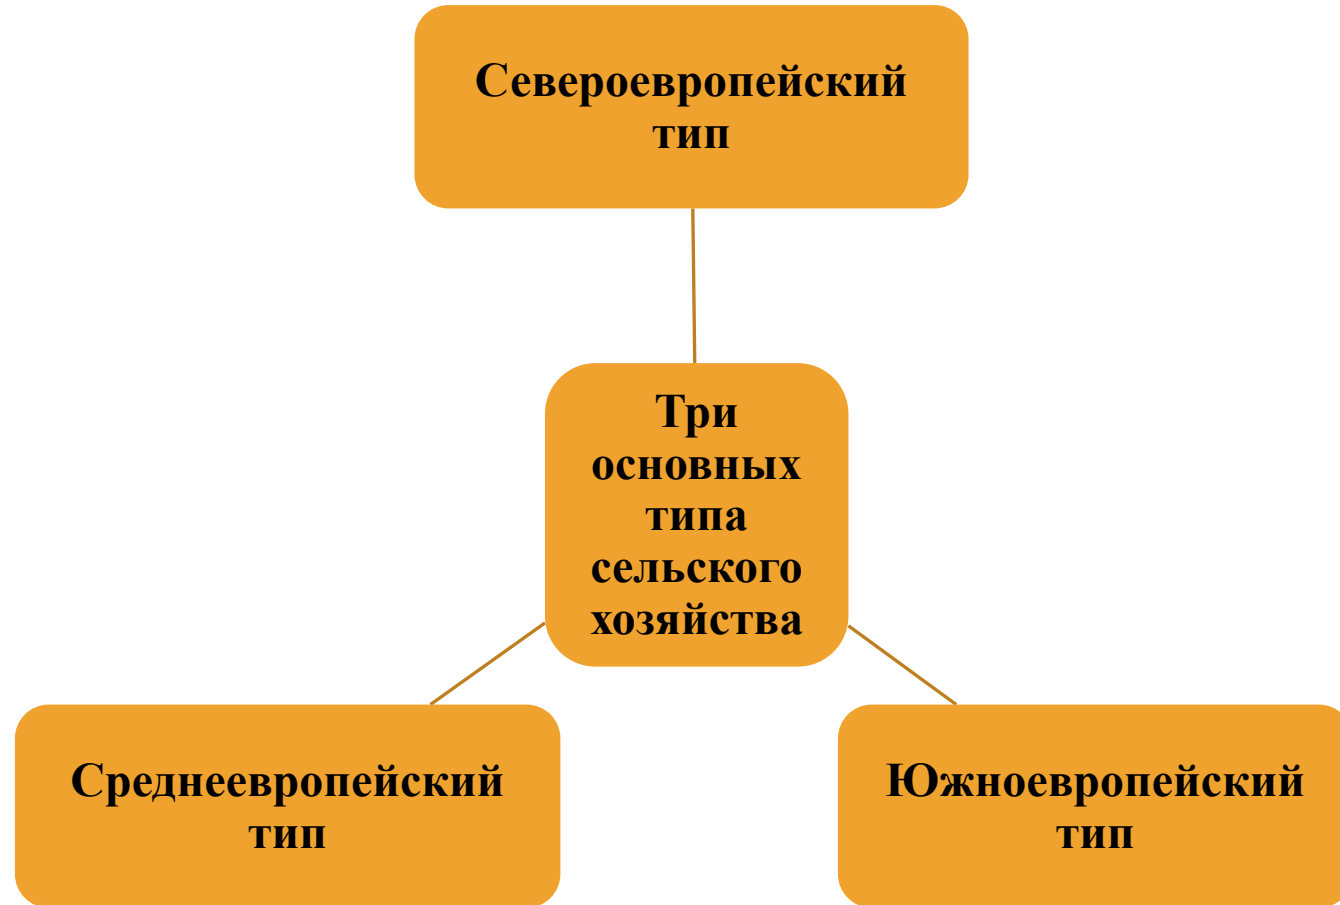 Североевропейский
тип
Три
основных
типа
сельского
хозяйства
Среднеевропейский
тип
Южноевропейский
тип